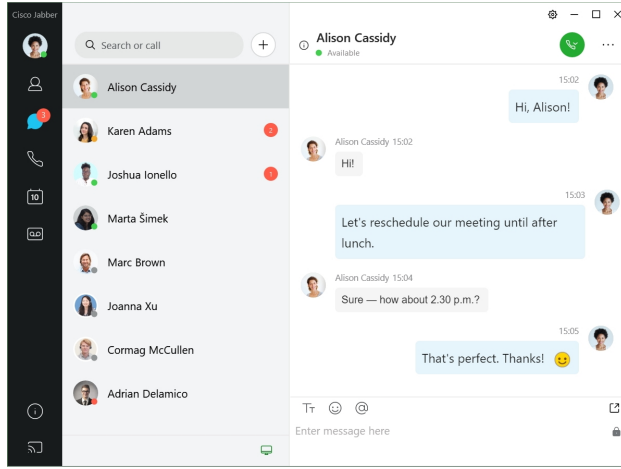 Cisco Jabber
Search or call
3
10
Alison Cassidy
Karen Adams
2
Joshua Ionello
1
Marta Šimek
Marc Brown
Joanna Xu
Cormag McCullen
Adrian Delamico
Alison Cassidy
Available
15:02
Hi, Alison!
Alison Cassidy 15:02
Hi!
15:03
Let's reschedule our meeting until after
lunch.
Alison Cassidy 15:04
Sure — how about 2.30 p.m.?
15:05
That's perfect. Thanks!
TT
@
Enter message here